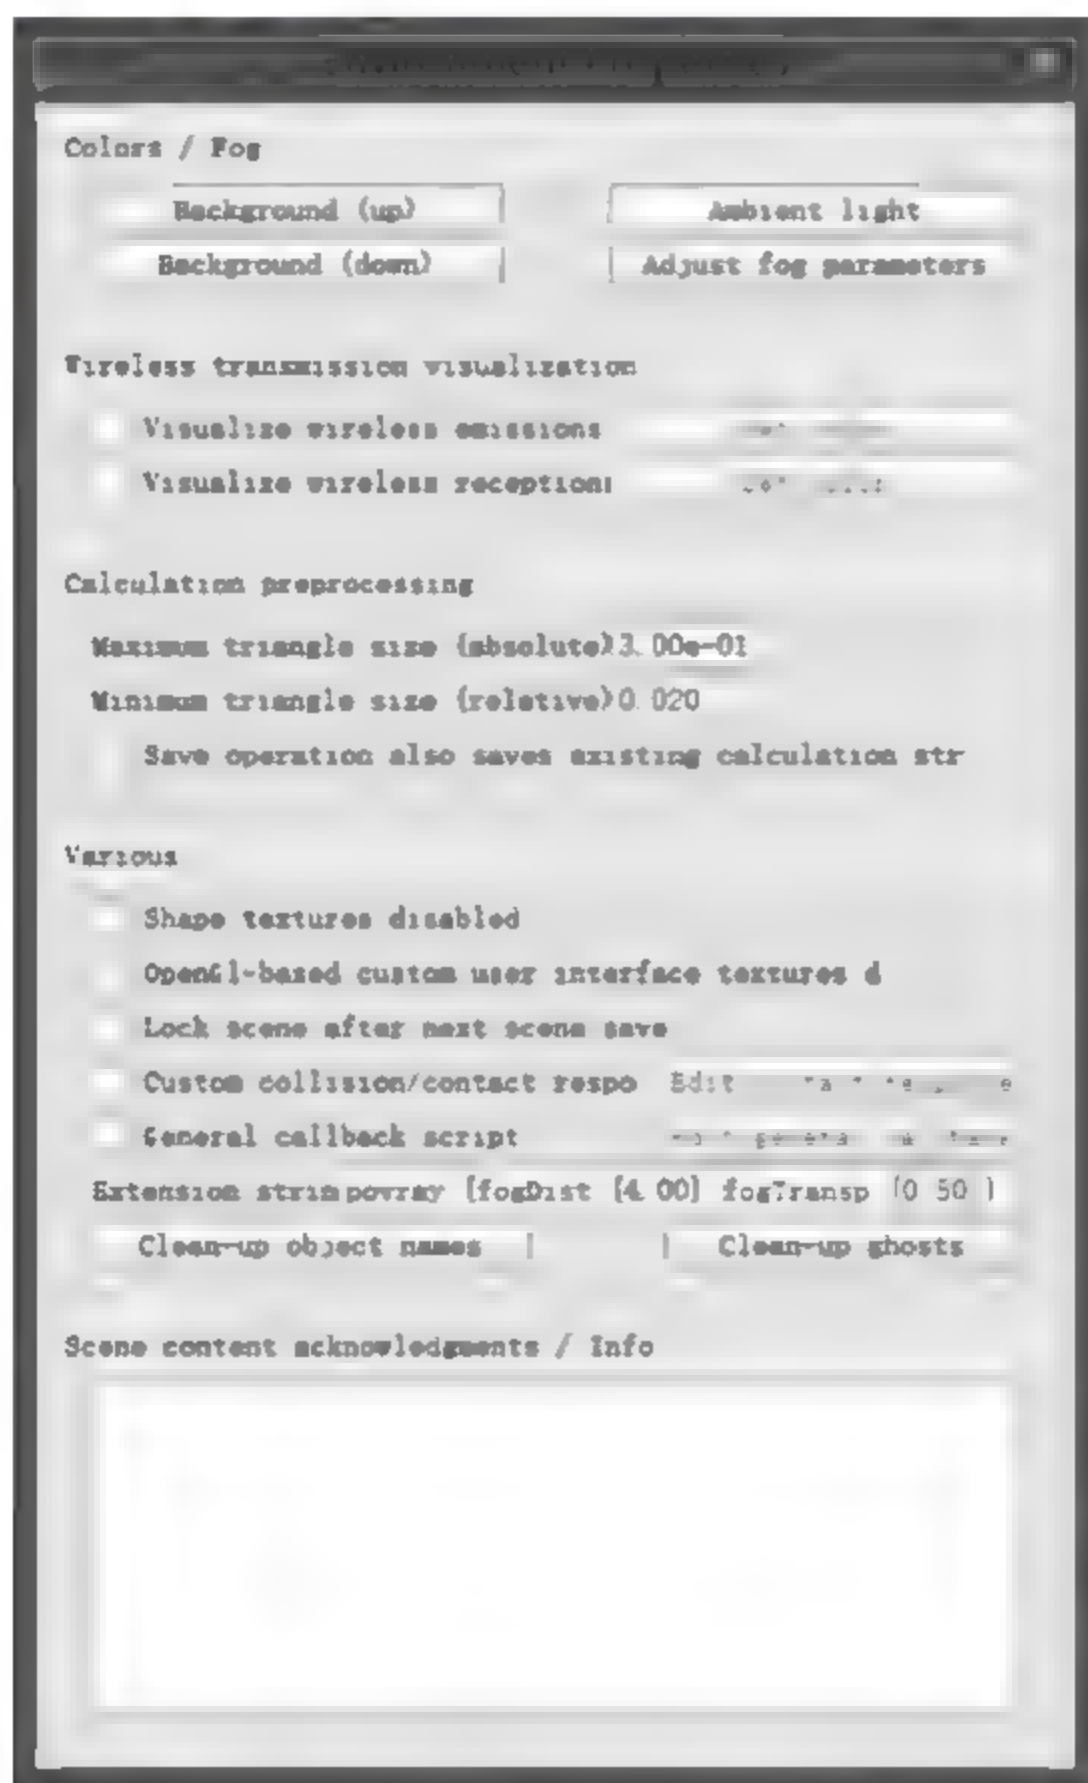 Colors / Fog
Background (up) Ambient light
Background (down) Adjust fog parameters
Wireless transmission visualization
Visualize wireless emissions
Visualize wireless receptions
Calculation preprocessing
Maximum triangle size (absolute) 3.00e-01
Minimum triangle size (relative) 0.020
Save operation also saves existing calculation str
Various
Shape textures disabled
OpenGl-based custom user interface textures d
Lock scene after next scene save
Custom collision/contact respo Edit
General callback script
Extension strin povray {fogDist {4.00} fogTransp {0.50}
Clean-up object names Clean-up ghosts
Scene content acknowledgments / Info